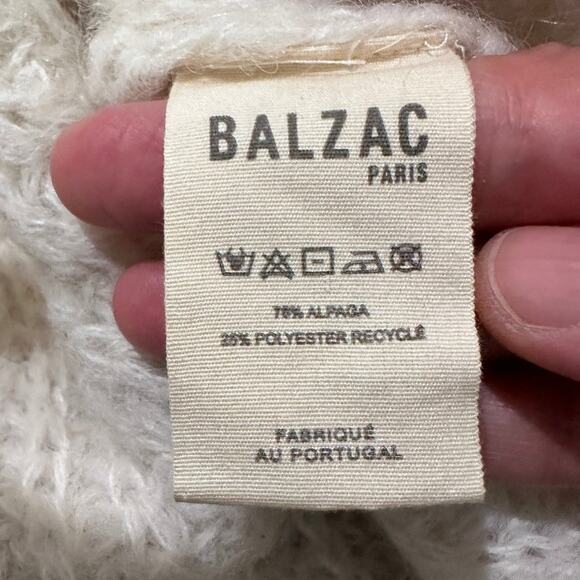 BALZAC
PARIS
75% ALPAGA
25% POLYESTER RECYCLÉ
FABRIQUÉ
AU PORTUGAL